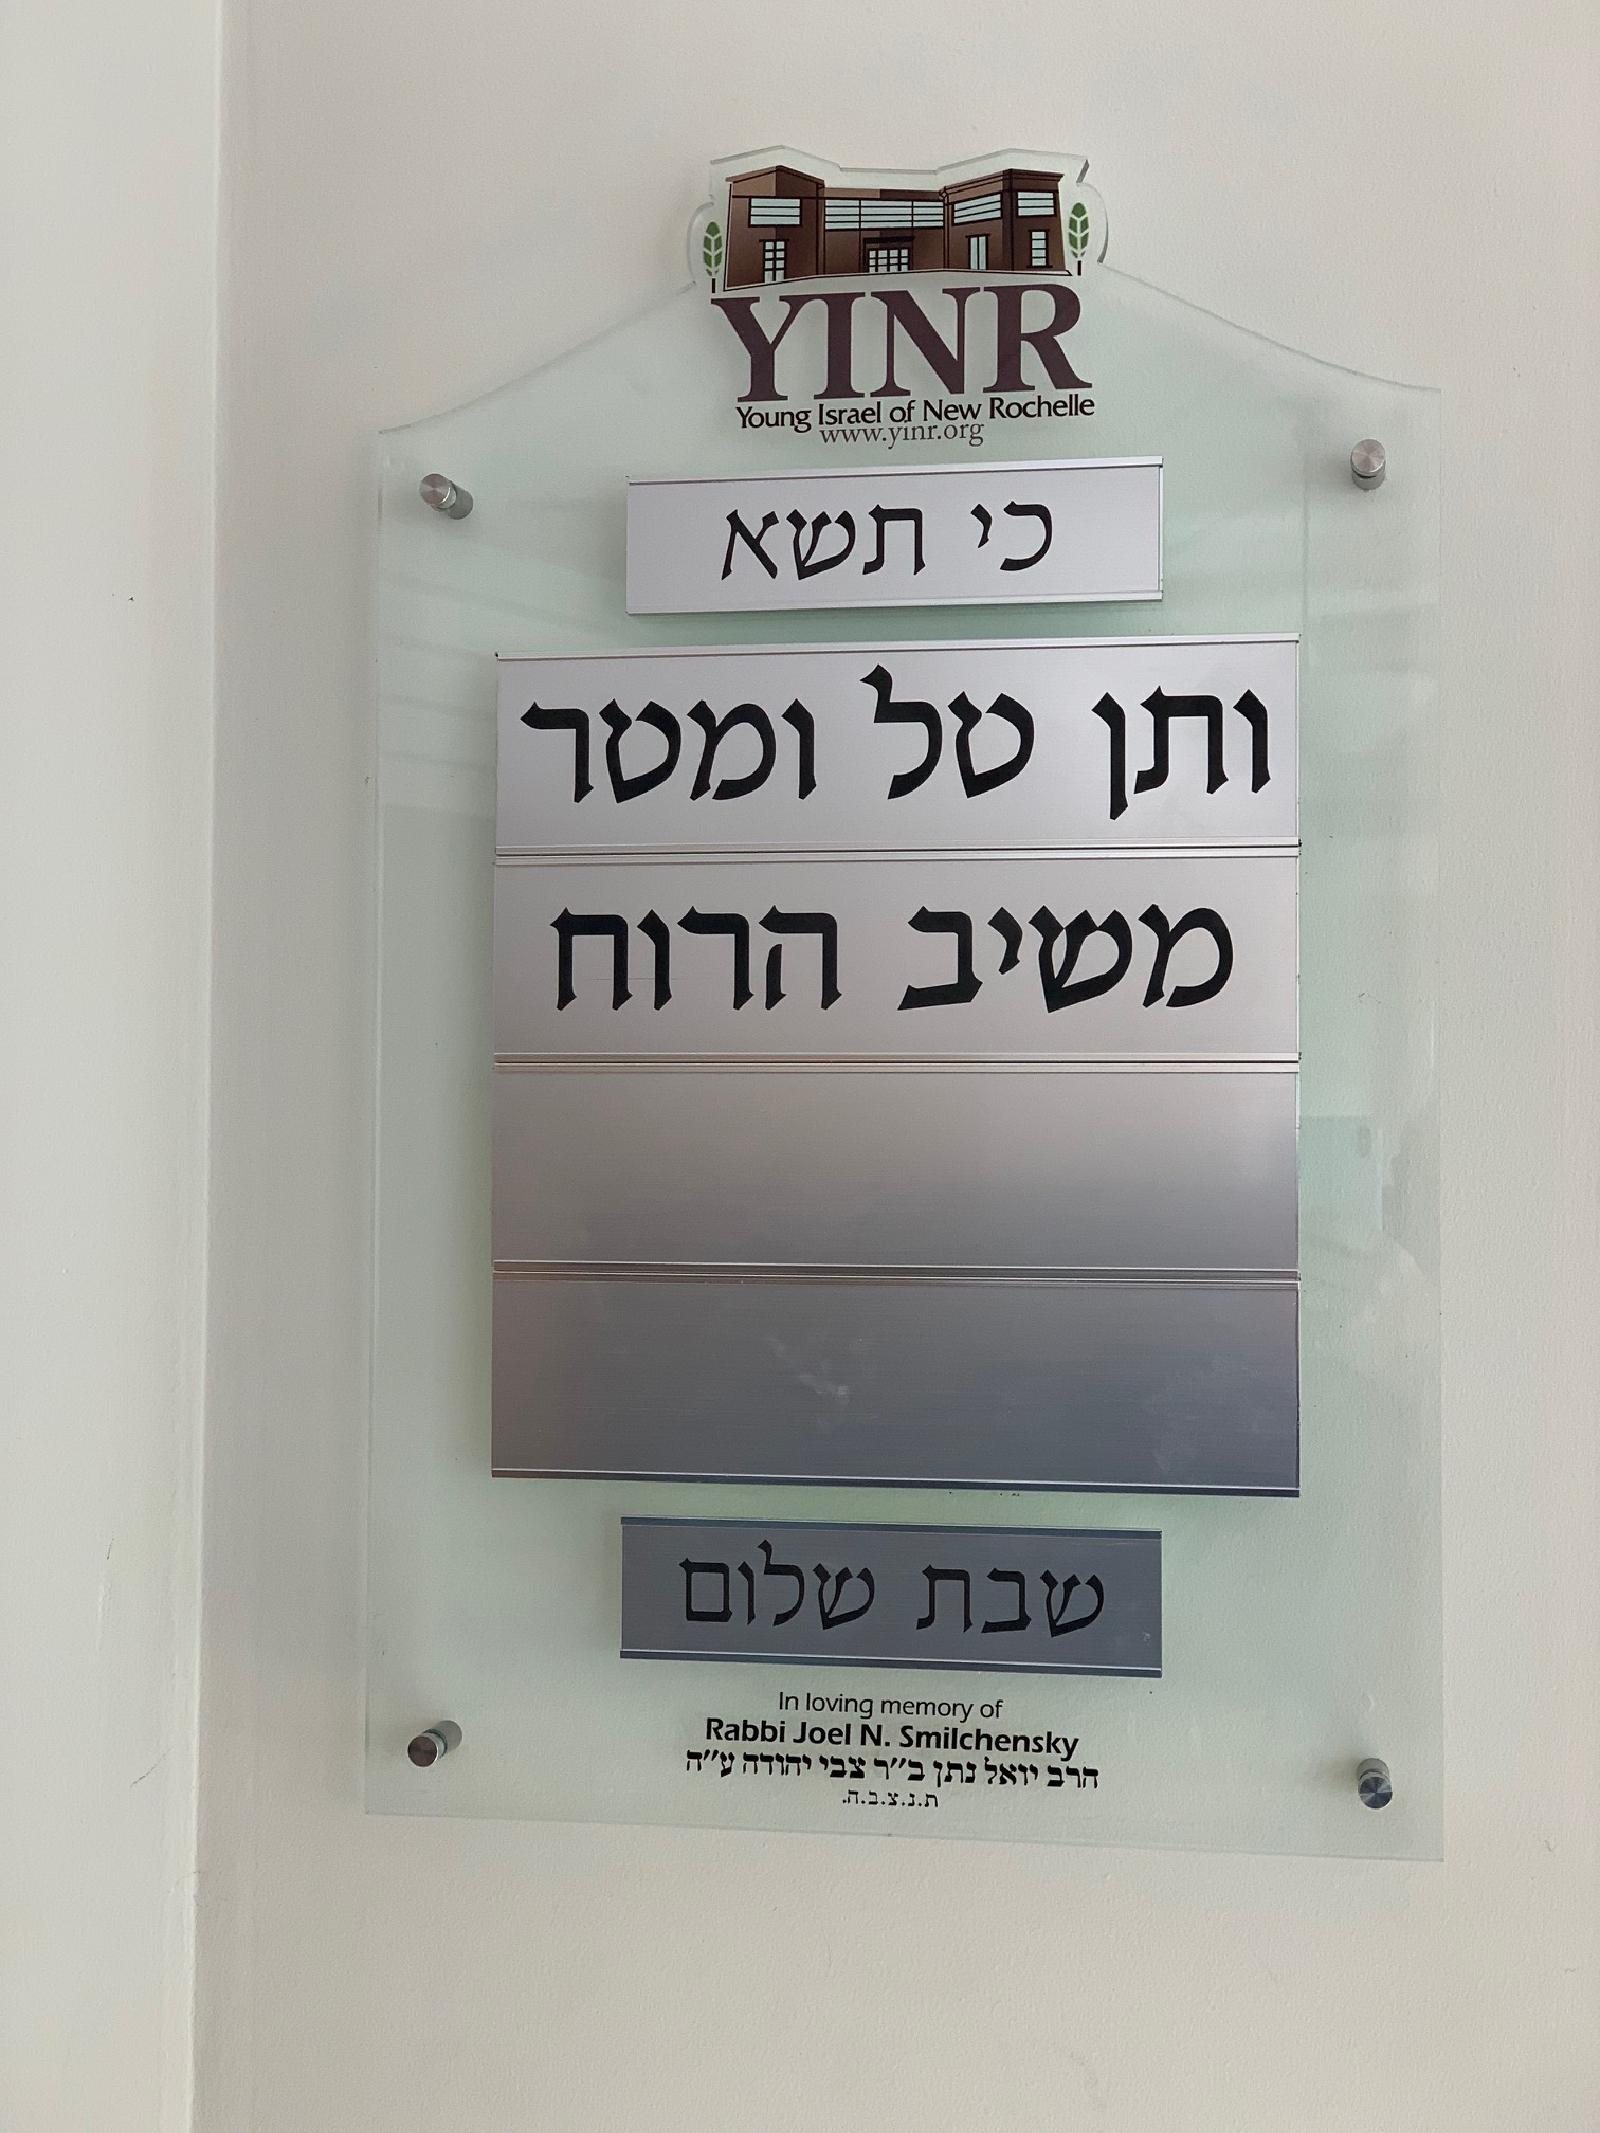 YINR
Young Israel of New Rochelle
www.yinr.org
כי תשא
ותן טל ומטר
משיב הרוח
שבת שלום
In loving memory of
Rabbi Joel N. Smilchensky
הרב יואל נתן ב״ר צבי יהודה ע״ה
ת.נ.צ.ב.ה.